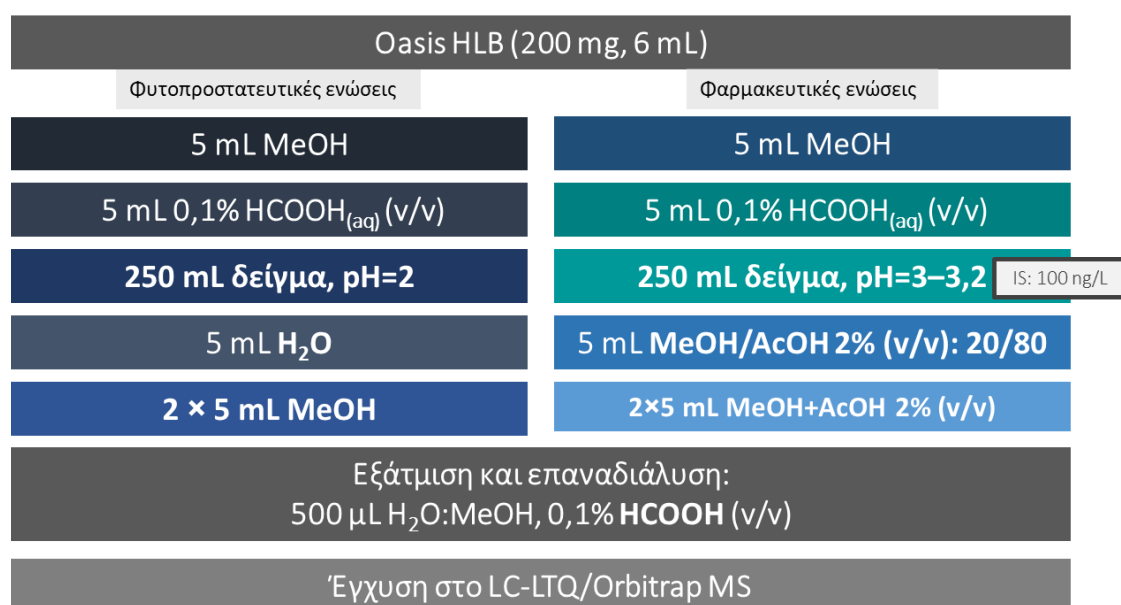 Oasis HLB (200 mg, 6 mL)
Φυτοπροστατευτικές ενώσεις
Φαρμακευτικές ενώσεις
5 mL MeOH
5 mL MeOH
5 mL 0,1% HCOOH(aq) (v/v)
5 mL 0,1% HCOOH(aq) (v/v)
250 mL δείγμα, pH=2
250 mL δείγμα, pH=3–3,2
IS: 100 ng/L
5 mL H₂O
5 mL MeOH/AcOH 2% (v/v): 20/80
2 × 5 mL MeOH
2×5 mL MeOH+AcOH 2% (v/v)
Εξάτμιση και επαναδιάλυση:
500 μL H₂O:MeOH, 0,1% HCOOH (v/v)
Έγχυση στο LC-LTQ/Orbitrap MS